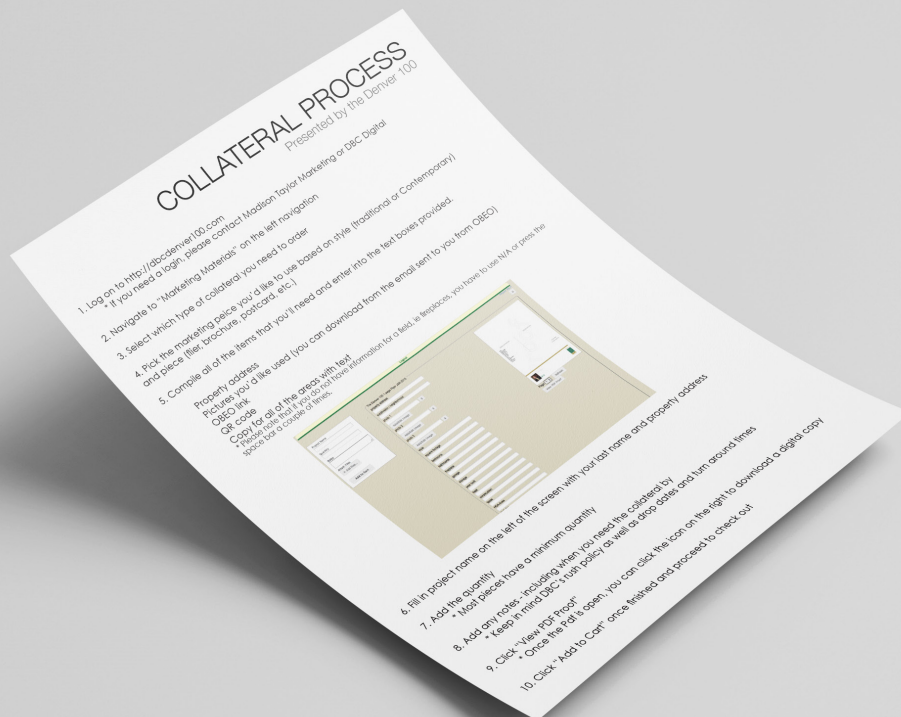 COLLATERAL PROCESS
Presented by the Denver 100
1. Log on to http://dbcdenver100.com
* If you need a login, please contact Madison Taylor Marketing or DBC Digital
2. Navigate to "Marketing Materials" on the left navigation
3. Select which type of collateral you need to order
4. Pick the marketing peice you'd like to use based on style (traditional or Contemporary)
and piece (flier, brochure, postcard, etc.)
5. Compile all of the items that you'll need and enter into the text boxes provided.
Property address
Pictures you'd like used (you can download from the email sent to you from OBEO)
OBEO link
QR code
Copy for all of the areas with text
* Please note that if you do not have information for a field, ie fireplaces, you have to use N/A or press the
space bar a couple of times.
6. Fill in project name on the left of the screen with your last name and property address
7. Add the quantity
* Most pieces have a minimum quantity
8. Add any notes - including when you need the collateral by
* Keep in mind DBC's rush policy as well as drop dates and turn around times
9. Click "View PDF Proof"
* Once the Pdf is open, you can click the icon on the right to download a digital copy
10. Click "Add to Cart" once finished and proceed to check out